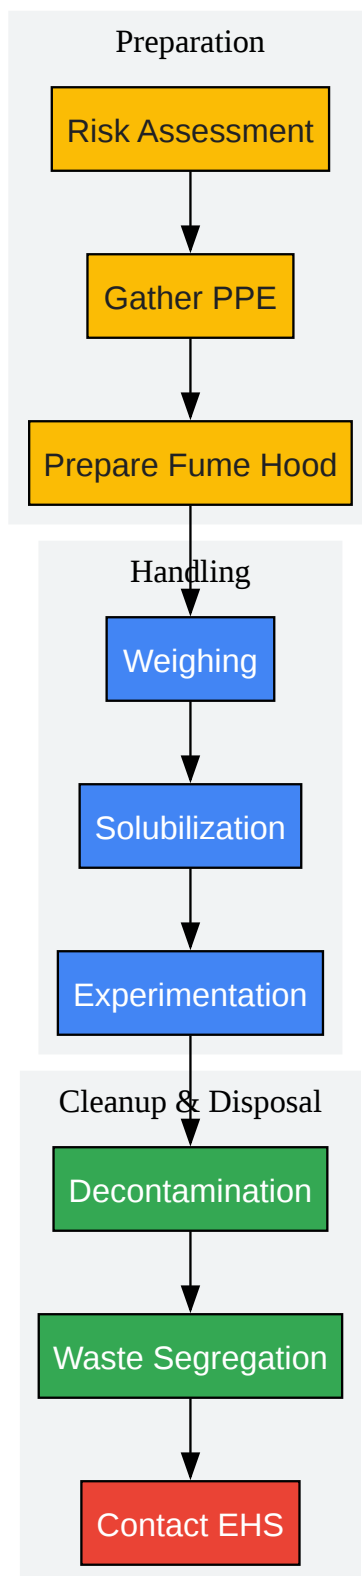 Preparation
Risk Assessment
Gather PPE
Prepare Fume Hood
Handling
Weighing
Solubilization
Experimentation
Cleanup & Disposal
Decontamination
Waste Segregation
Contact EHS